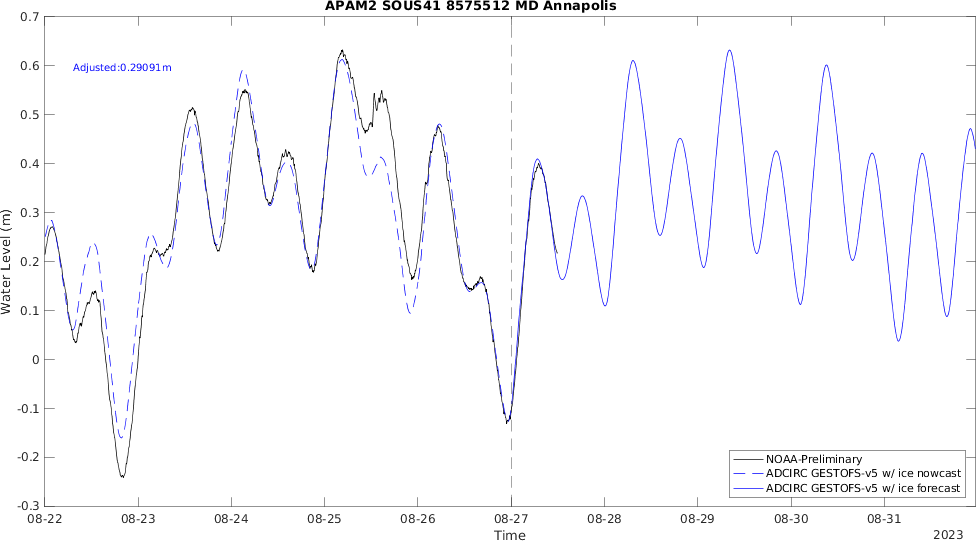 APAM2 SOUS41 8575512 MD Annapolis
Adjusted:0.29091m
0.7
0.6
0.5
0.4
0.3
0.2
0.1
0
-0.1
-0.2
-0.3
Water Level (m)
NOAA-Preliminary
ADCIRC GESTOFS-v5 w/ ice nowcast
ADCIRC GESTOFS-v5 w/ ice forecast
08-22 08-23 08-24 08-25 08-26 08-27 08-28 08-29 08-30 08-31
Time
2023